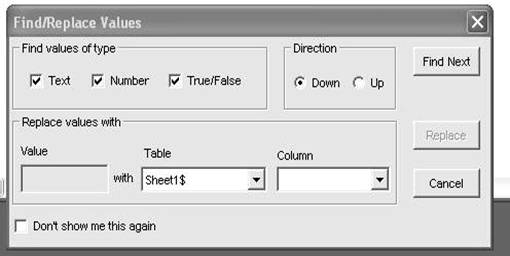 Find/Replace Values
Find values of type
Text Number True/False
Direction
Down Up
Find Next
Replace values with
Value
with
Table
Sheet1$
Column
Replace
Cancel
Don't show me this again